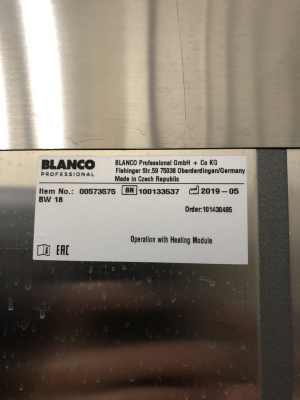 BLANCO
PROFESSIONAL
BLANCO Professional GmbH + Co KG
Flehinger Str.59 75038 Oberderdingen/Germany
Made in Czech Republic
Item No.: 00573575 SN 100133537 2019-05
BW 18
Order:101430485
Operation with Heating Module
EAC